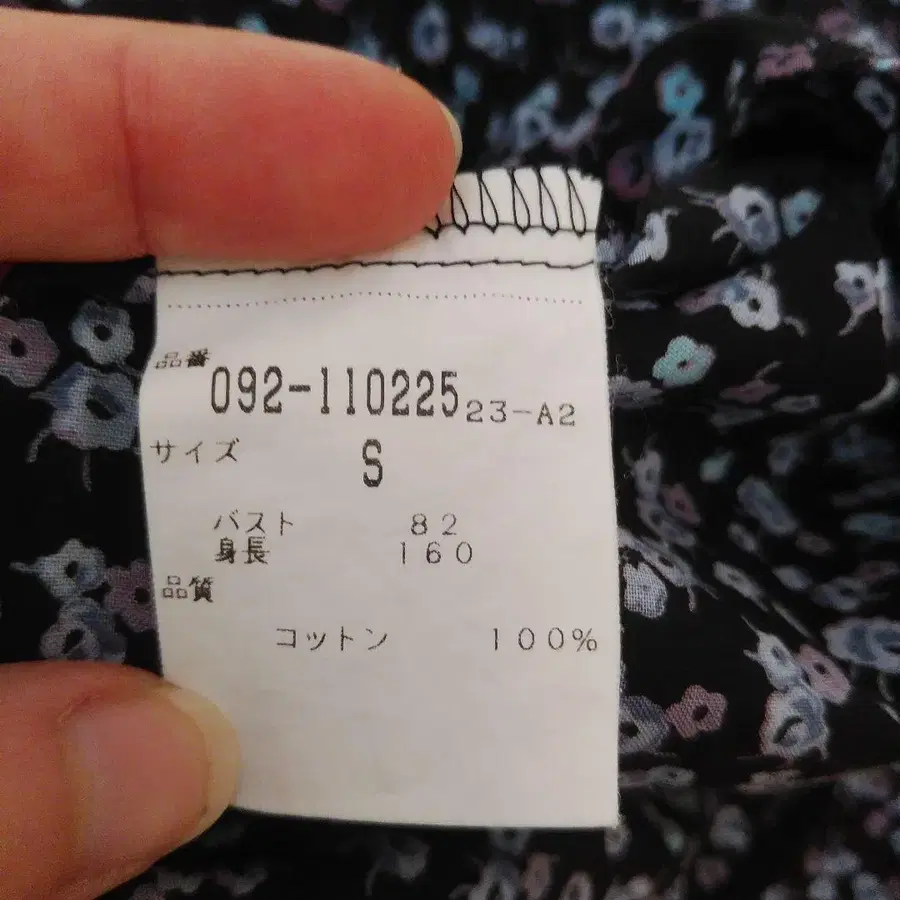 品番
092-110225 23-A2
サイズ S
バスト 82
身長 160
品質
コットン 100%